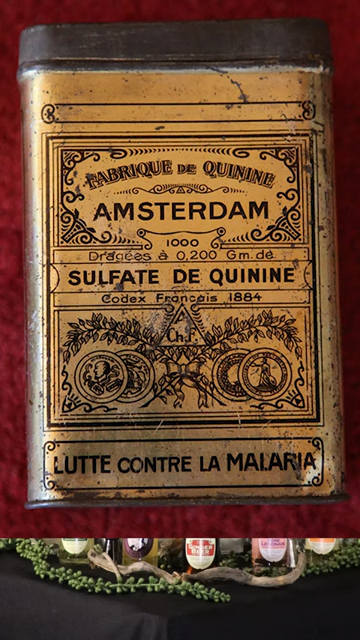 FABRIQUE DE QUININE
AMSTERDAM
1000
Dragées à 0,200 Gm.de
SULFATE DE QUININE
Codex Français 1884
LUTTE CONTRE LA MALARIA